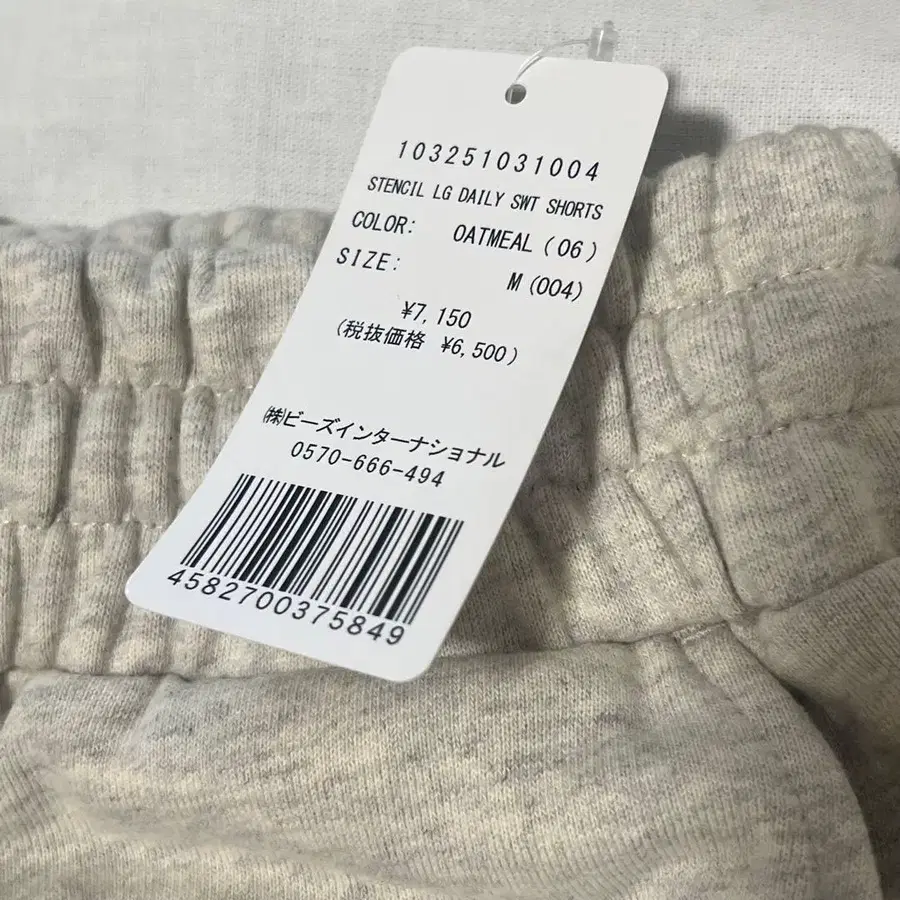 103251031004
STENCIL LG DAILY SWT SHORTS
COLOR: OATMEAL (06)
SIZE: M (004)
¥7,150
(税抜価格 ¥6,500)
㈱ビーズインターナショナル
0570-666-494
4582700375849